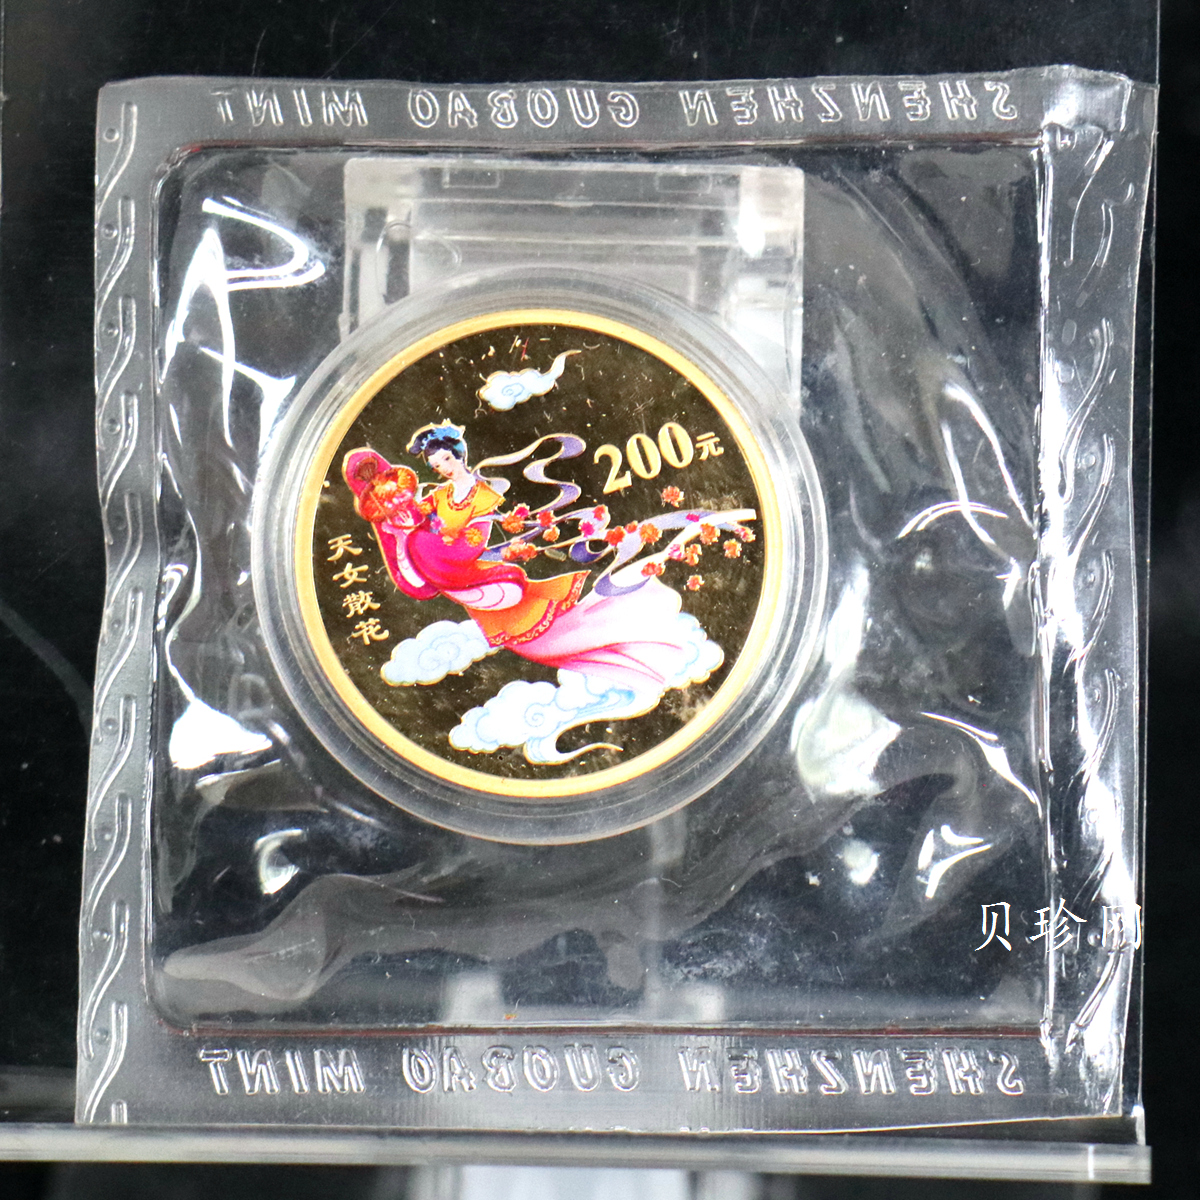 SHENZHEN GUOBAO MINT
200元
天女散花
贝珍网
SHENZHEN GUOBAO MINT